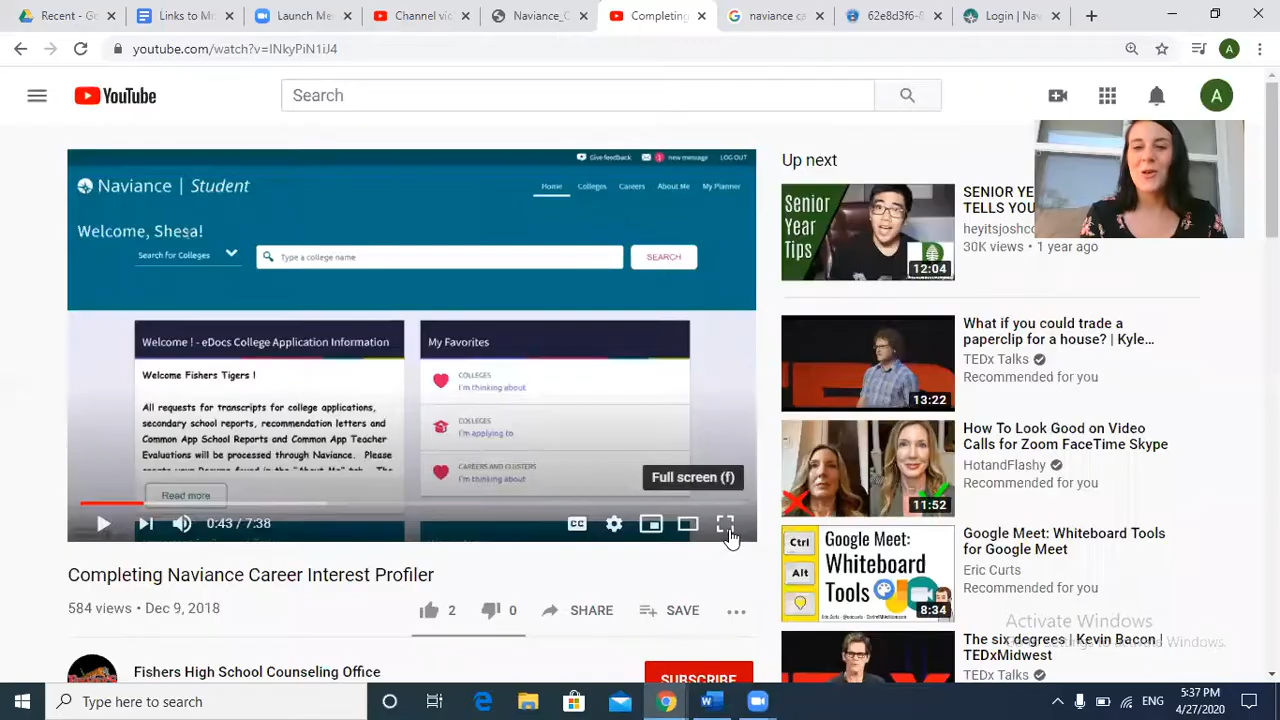 Recent - G
Links to M
Launch Me
Channel vic
Naviance_C
Completing
naviance ca
62e8d3f6-8
Login | Nav
youtube.com/watch?v=INkyPiN1iJ4
A
YouTube
Search
A
Give feedback
new message
LOG OUT
Naviance | Student
Home
Colleges
Careers
About Me
My Planner
Welcome, Shesa!
Search for Colleges
Type a college name
SEARCH
Welcome ! - eDocs College Application Information
My Favorites
Welcome Fishers Tigers !
COLLEGES
I'm thinking about
All requests for transcripts for college applications,
secondary school reports, recommendation letters and
Common App School Reports and Common App Teacher
Evaluations will be processed through Naviance. Please
COLLEGES
I'm applying to
CAREERS AND CLUSTERS
I'm thinking about
Read more
Full screen (f)
0:43 / 7:38
CC
Completing Naviance Career Interest Profiler
584 views • Dec 9, 2018
2
0
SHARE
SAVE
Fishers High School Counseling Office
SUBSCRIBE
Up next
Senior
Year
Tips
12:04
SENIOR YE
TELLS YOU
heyitsjoshco
30K views • 1 year ago
13:22
What if you could trade a
paperclip for a house? | Kyle...
TEDx Talks
Recommended for you
11:52
How To Look Good on Video
Calls for Zoom FaceTime Skype
HotandFlashy
Recommended for you
Ctrl
Alt
Google Meet:
Whiteboard
Tools
8:34
Google Meet: Whiteboard Tools
for Google Meet
Eric Curts
Recommended for you
The six degrees | Kevin Bacon |
TEDxMidwest
TEDx Talks
Activate Windows
Type here to search
ENG
5:37 PM
4/27/2020